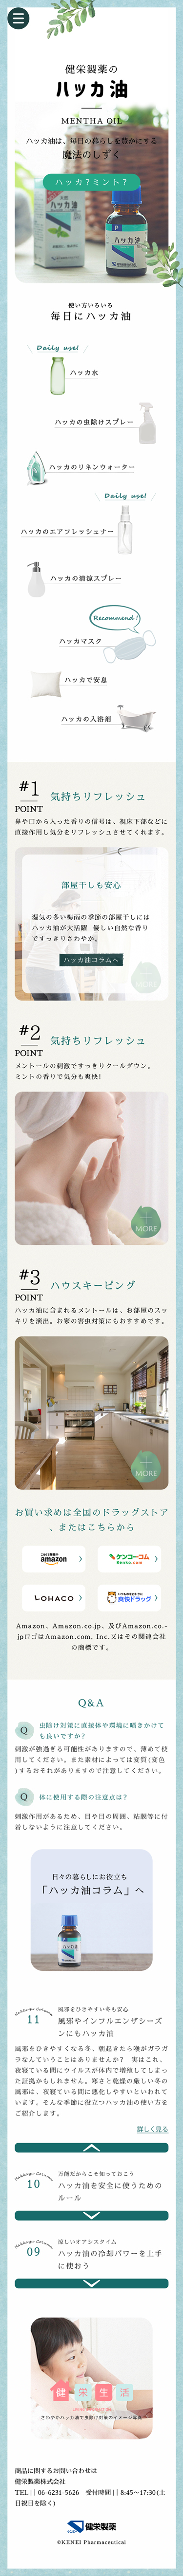 健栄製薬の
ハッカ油
MENTHA OIL
ハッカ油は、毎日の暮らしを豊かにする
魔法のしずく
ハッカ？ミント？
使い方いろいろ
毎日にハッカ油
Daily use!
ハッカ水
ハッカの虫除けスプレー
ハッカのリネンウォーター
Daily use!
ハッカのエアフレッシュナー
ハッカの清涼スプレー
Recommend!
ハッカマスク
ハッカで安息
ハッカの入浴剤
#1
POINT
気持ちリフレッシュ
鼻や口から入った香りの信号は、視床下部などに
直接作用し気分をリフレッシュさせてくれます。
部屋干しも安心
湿気の多い梅雨の季節の部屋干しには
ハッカ油が大活躍 優しい自然な香り
ですっきりさわやか。
ハッカ油コラムへ
#2
POINT
気持ちリフレッシュ
メントールの刺激ですっきりクールダウン。
ミントの香りで気分も爽快!
MORE
#3
POINT
ハウスキーピング
ハッカ油に含まれるメントールは、お部屋のスッ
キリを演出。お家の害虫対策にもおすすめです。
MORE
お買い求めは全国のドラッグストア
、またはこちらから
amazon
ケンコーコム
Kenko.com
LOHACO
爽快ドラッグ
Amazon、Amazon.co.jp、及びAmazon.co.-
jpロゴはAmazon.com, Inc.又はその関連会社
の商標です。
Q&A
Q
虫除け対策に直接体や環境に噴きかけて
も良いですか?
刺激が強過ぎる可能性がありますので、薄めて使
用してください。また素材によっては変質(変色
)するおそれがありますので注意してください。
Q
体に使用する際の注意点は?
刺激作用があるため、目や目の周囲、粘膜等に付
着しないように注意してください。
日々の暮らしにお役立ち
「ハッカ油コラム」へ
11
風邪をひきやすい冬も安心
風邪やインフルエンザシーズ
ンにもハッカ油
風邪をひきやすくなる冬、朝起きたら喉がガラガ
ラなんていうことはありませんか? 実はこれ、
夜寝ている間にウイルスが体内で増殖してしまっ
た証拠かもしれません。寒さと乾燥の厳しい冬の
風邪は、夜寝ている間に悪化しやすいといわれて
います。そんな季節に役立つハッカ油の使い方を
ご紹介します。
詳しく見る
10
万能だからこそ知っておこう
ハッカ油を安全に使うための
ルール
09
涼しいオアシスタイム
ハッカ油の冷却パワーを上手
に使おう
健栄生活
さわやかハッカ油で虫除け対策のイメージ写真
商品に関するお問い合わせは
健栄製薬株式会社
TEL.|| 06-6231-5626 受付時間|| 8:45〜17:30(土
日祝日を除く)
健栄製薬
©KENEI Pharmaceutical